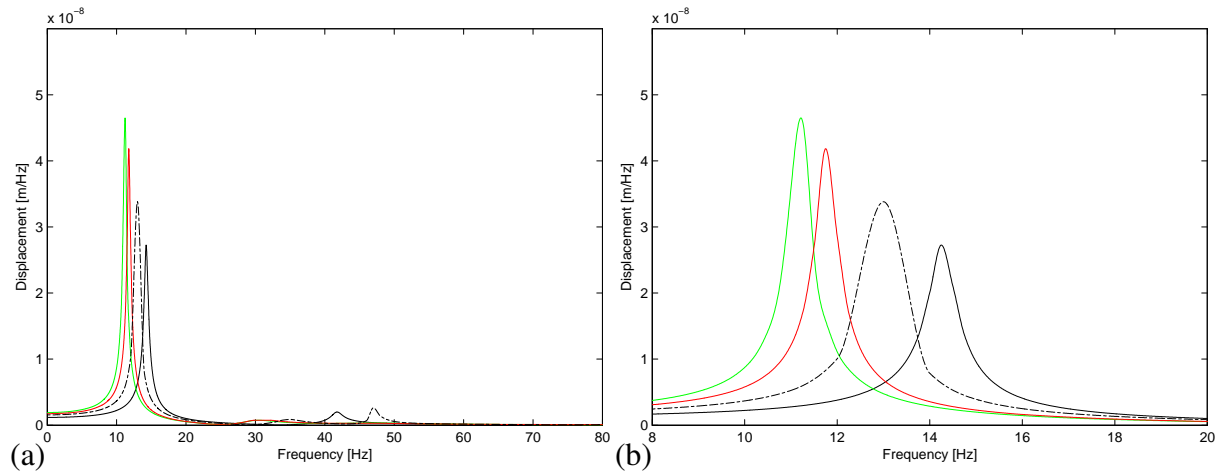 x 10⁻⁸
5
4
3
2
1
0
Displacement [m/Hz]
0 10 20 30 40 50 60 70 80
Frequency [Hz]
(a)
x 10⁻⁸
5
4
3
2
1
0
Displacement [m/Hz]
8 10 12 14 16 18 20
Frequency [Hz]
(b)